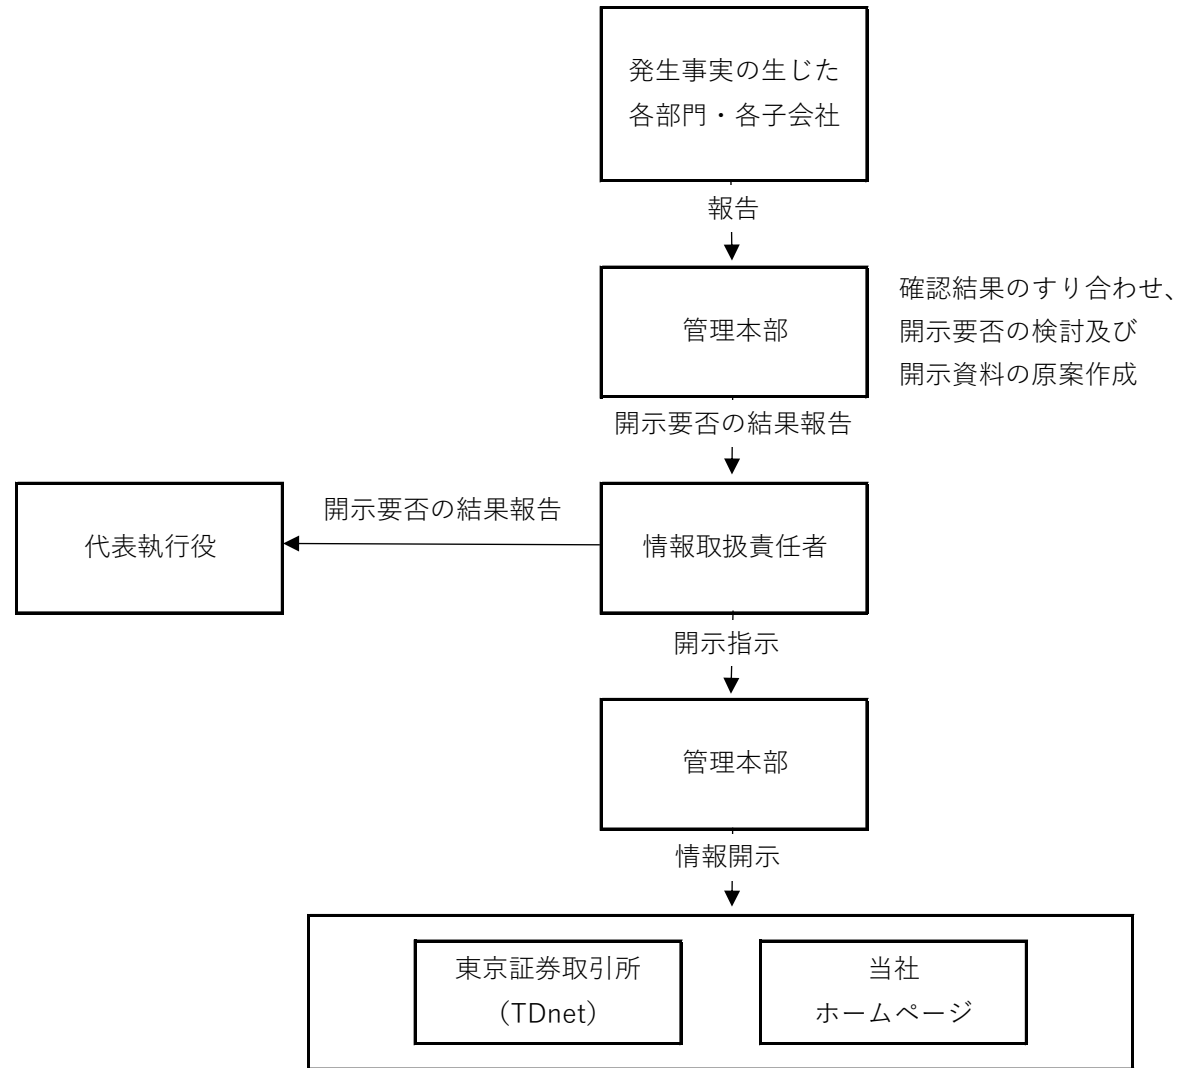 発生事実の生じた
各部門・各子会社
報告
管理本部
確認結果のすり合わせ、
開示要否の検討及び
開示資料の原案作成
開示要否の結果報告
代表執行役
開示要否の結果報告
情報取扱責任者
開示指示
管理本部
情報開示
東京証券取引所
（TDnet）
当社
ホームページ